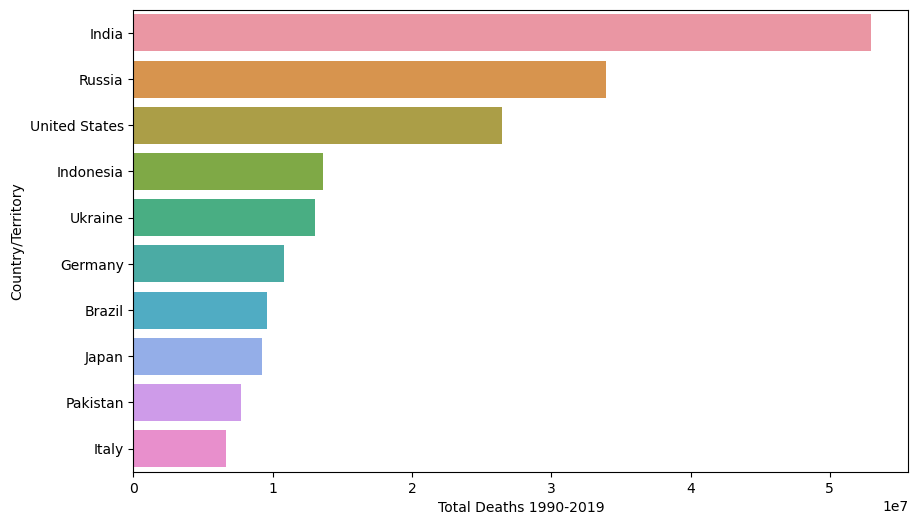 Country/Territory
India
Russia
United States
Indonesia
Ukraine
Germany
Brazil
Japan
Pakistan
Italy
0 1 2 3 4 5
1e7
Total Deaths 1990-2019